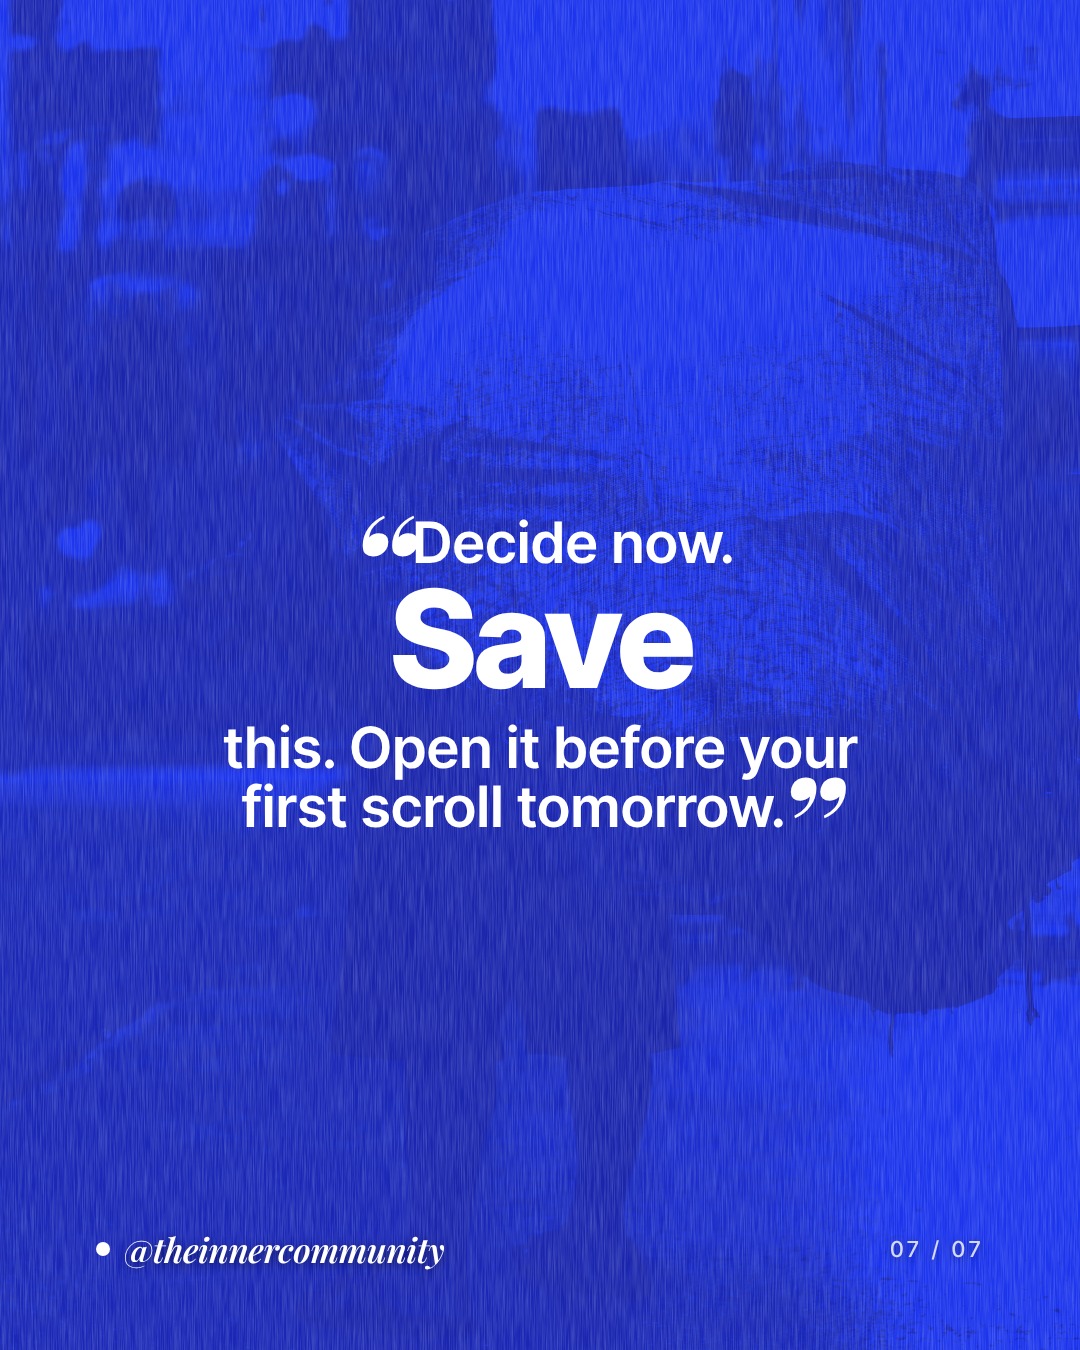 “Decide now.
Save
this. Open it before your
first scroll tomorrow.”
@theinnercommunity
07 / 07